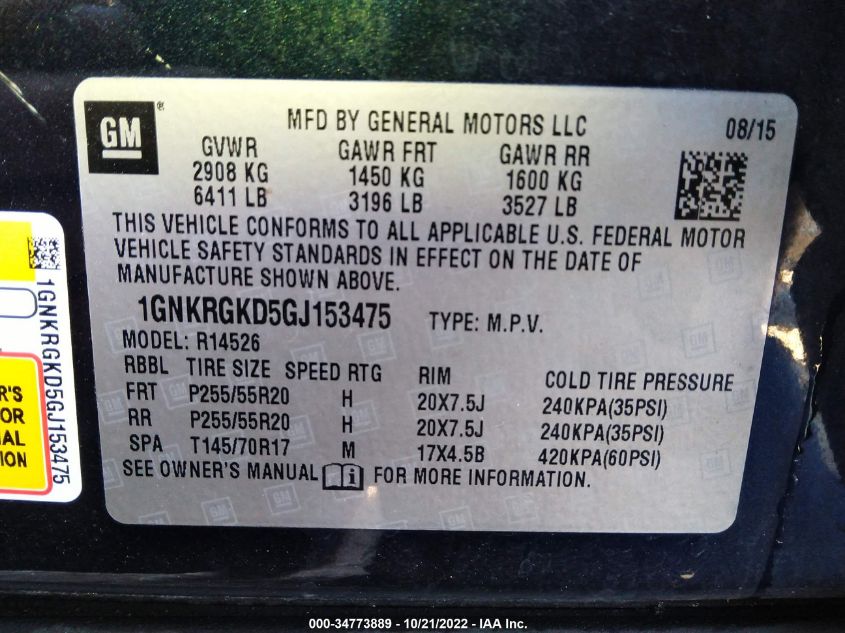 GM
MFD BY GENERAL MOTORS LLC
08/15
GVWR GAWR FRT GAWR RR
2908 KG 1450 KG 1600 KG
6411 LB 3196 LB 3527 LB
THIS VEHICLE CONFORMS TO ALL APPLICABLE U.S. FEDERAL MOTOR
VEHICLE SAFETY STANDARDS IN EFFECT ON THE DATE OF
MANUFACTURE SHOWN ABOVE.
1GNKRGKD5GJ153475 TYPE: M.P.V.
MODEL: R14526
RBBL TIRE SIZE SPEED RTG RIM COLD TIRE PRESSURE
FRT P255/55R20 H 20X7.5J 240KPA(35PSI)
RR P255/55R20 H 20X7.5J 240KPA(35PSI)
SPA T145/70R17 M 17X4.5B 420KPA(60PSI)
SEE OWNER'S MANUAL FOR MORE INFORMATION.
1GNKRGKD5GJ153475
R'S
OR
AL
ION
000-34773889 - 10/21/2022 - IAA Inc.